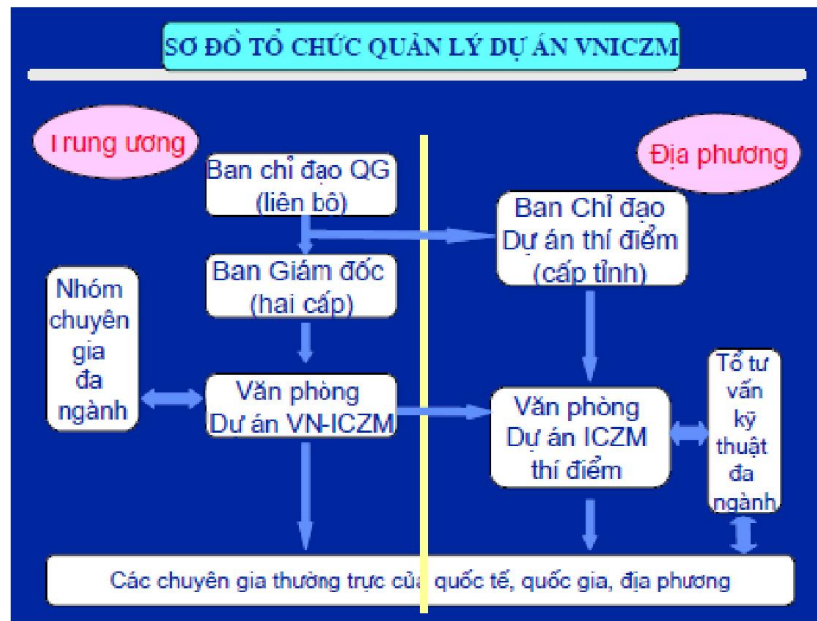 SƠ ĐỒ TỔ CHỨC QUẢN LÝ DỰ ÁN VNICZM
Trung ương
Địa phương
Ban chỉ đạo QG
(liên bô)
Ban Chỉ đạo
Dự án thí điểm
(cấp tỉnh)
Ban Giám đốc
(hai cấp)
Nhóm
chuyên
gia
đa
ngành
Văn phòng
Dự án VN-ICZM
Văn phòng
Dự án ICZM
thí điểm
Tổ tư
vấn
kỹ
thuật
đa
ngành
Các chuyên gia thường trực của quốc tế, quốc gia, địa phương